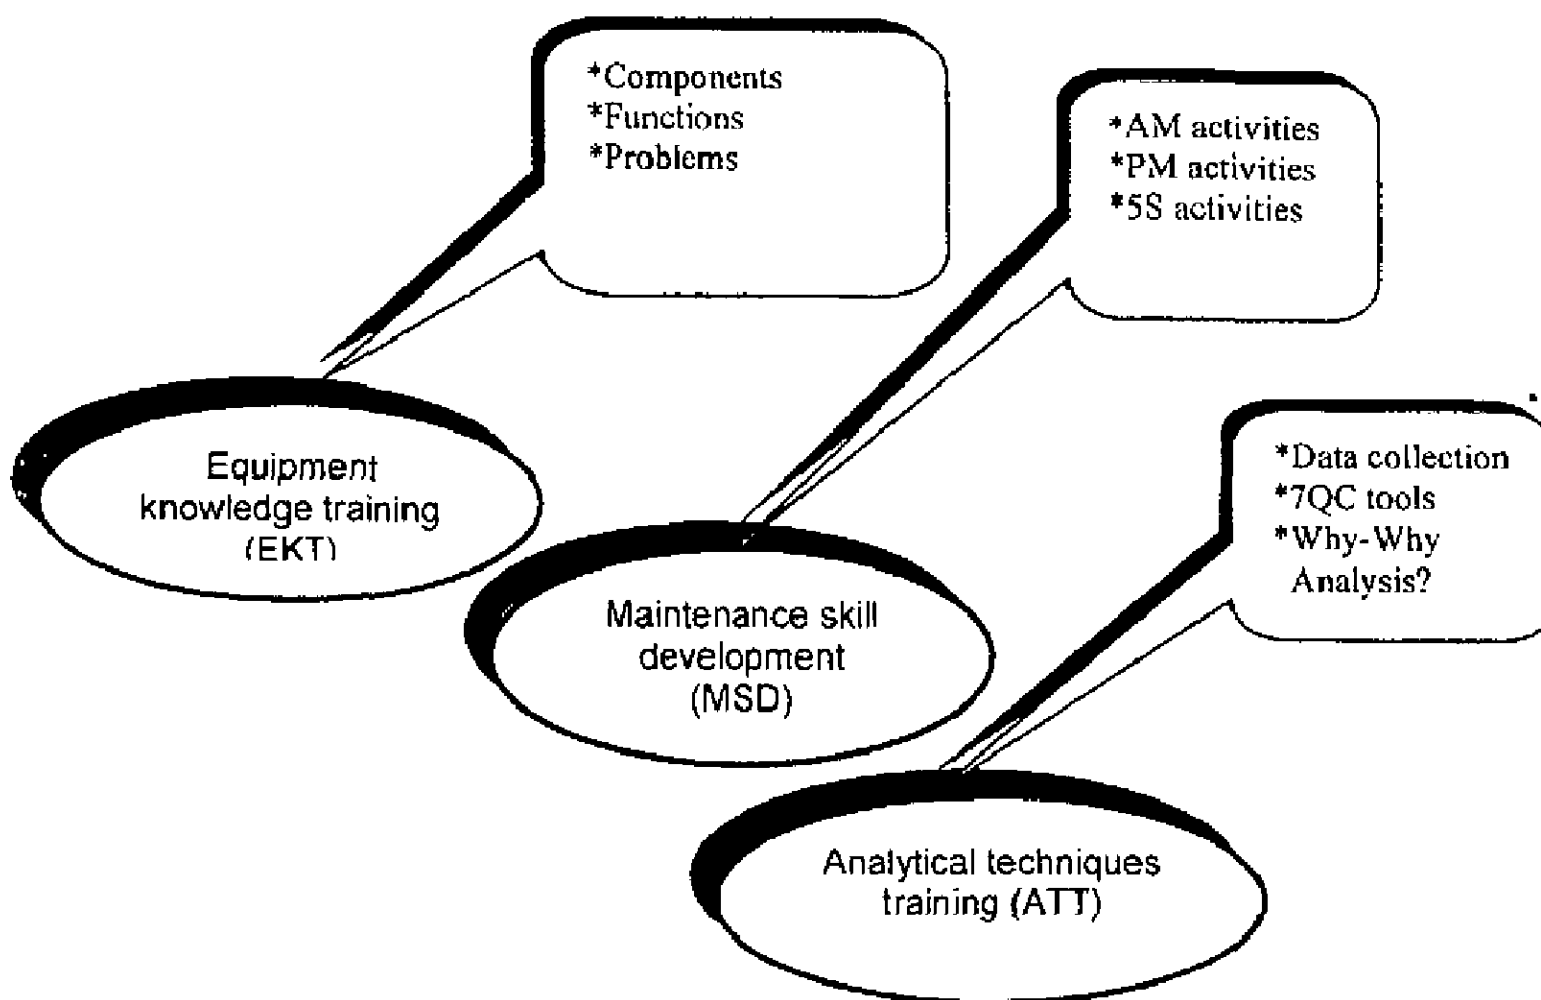 *Components
*Functions
*Problems
*AM activities
*PM activities
*5S activities
*Data collection
*7QC tools
*Why-Why
Analysis?
Equipment
knowledge training
(EKT)
Maintenance skill
development
(MSD)
Analytical techniques
training (ATT)